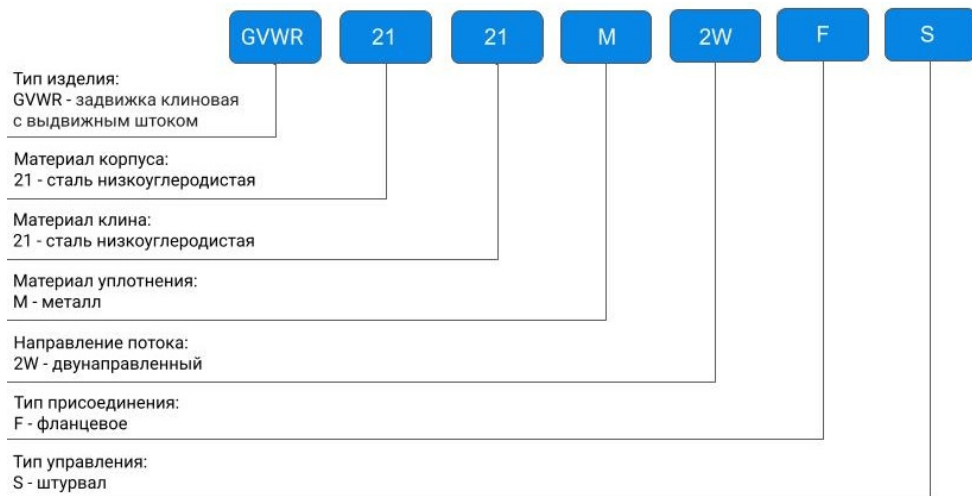 GVWR 21 21 M 2W F S
Тип изделия:
GVWR - задвижка клиновая
с выдвижным штоком
Материал корпуса:
21 - сталь низкоуглеродистая
Материал клина:
21 - сталь низкоуглеродистая
Материал уплотнения:
M - металл
Направление потока:
2W - двунаправленный
Тип присоединения:
F - фланцевое
Тип управления:
S - штурвал